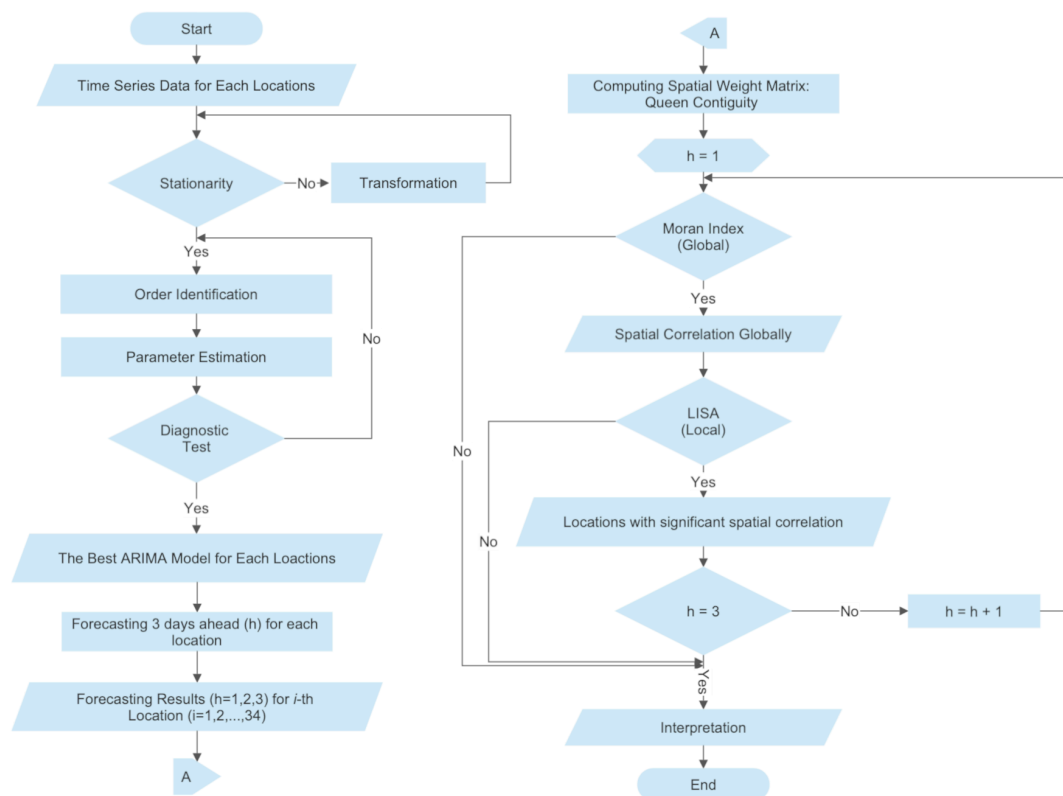 Start
Time Series Data for Each Locations
Stationarity
No
Transformation
Yes
Order Identification
Parameter Estimation
No
Diagnostic
Test
Yes
The Best ARIMA Model for Each Loactions
Forecasting 3 days ahead (h) for each
location
Forecasting Results (h=1,2,3) for i-th
Location (i=1,2,...,34)
A
A
Computing Spatial Weight Matrix:
Queen Contiguity
h = 1
Moran Index
(Global)
Yes
Spatial Correlation Globally
LISA
(Local)
No
Yes
Locations with significant spatial correlation
No
h = 3
No
h = h + 1
Yes
Interpretation
End